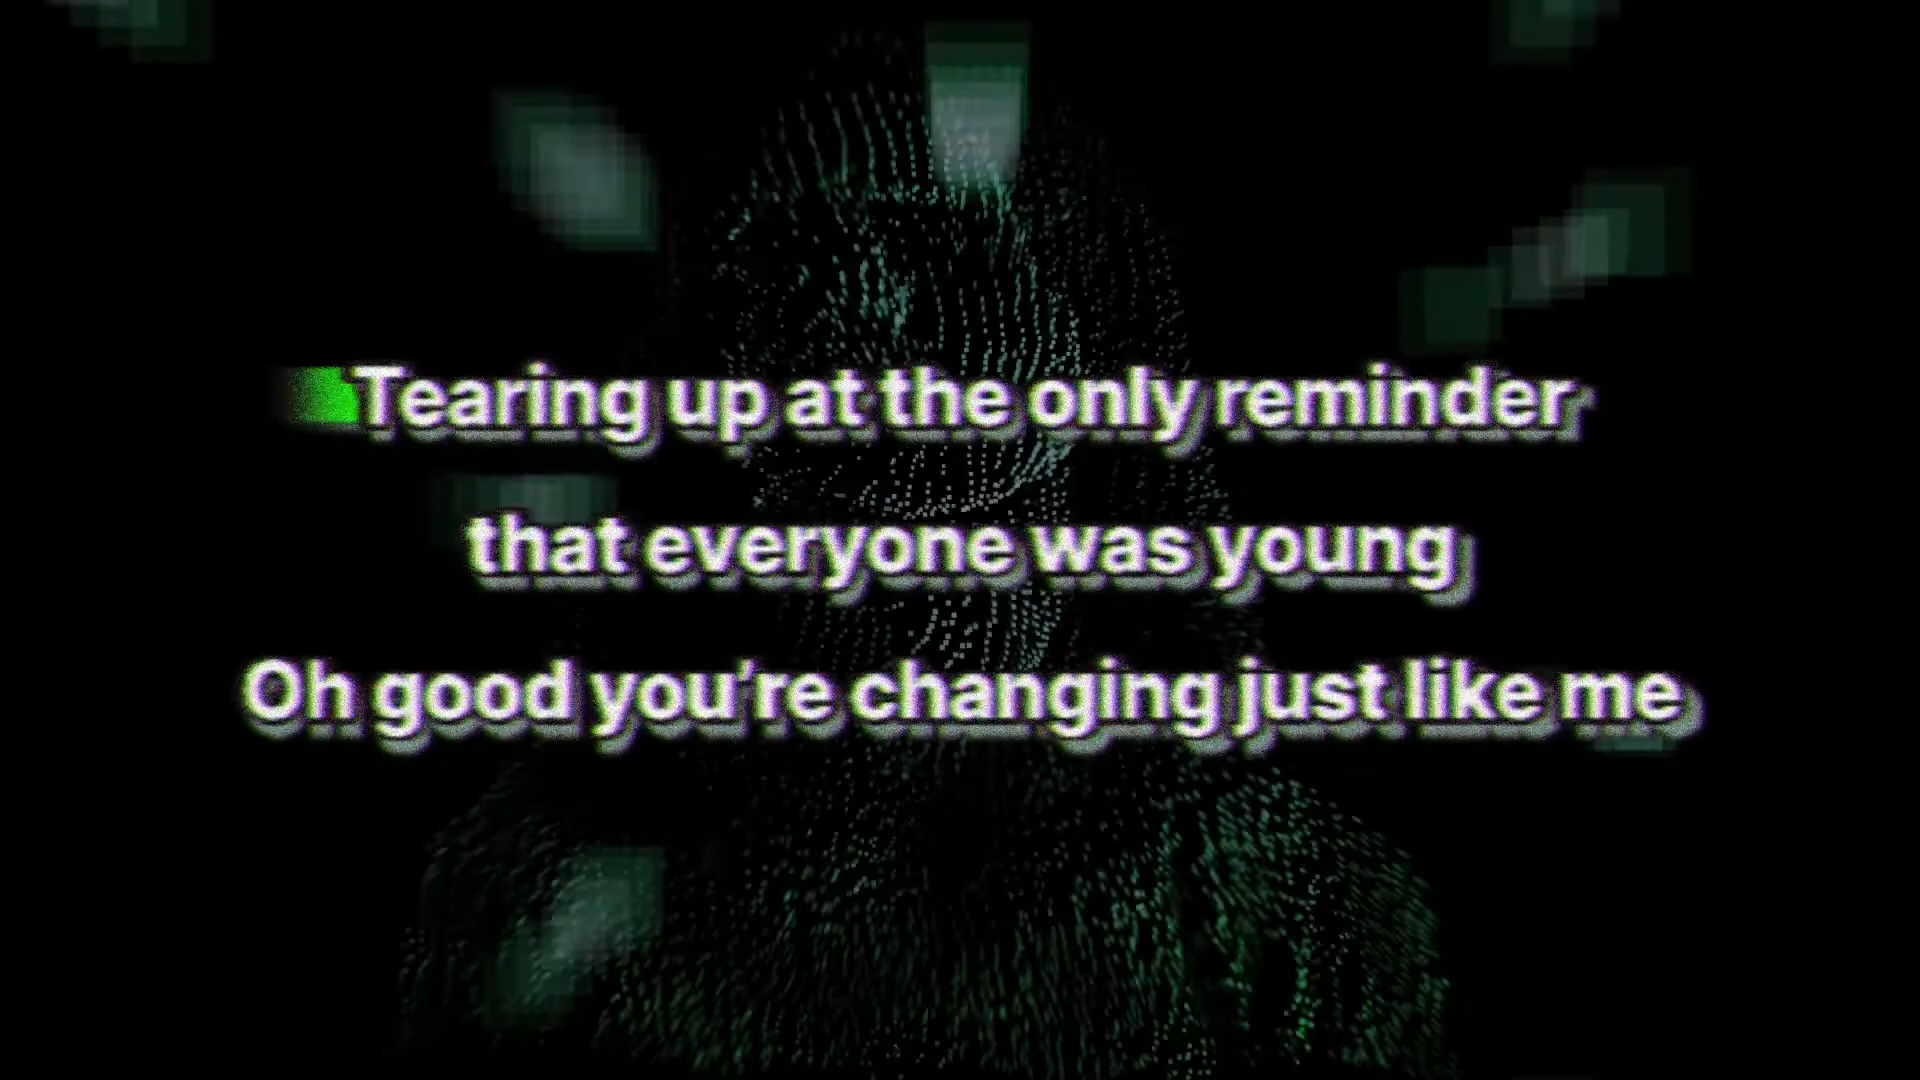 Tearing up at the only reminder
that everyone was young
Oh good you're changing just like me